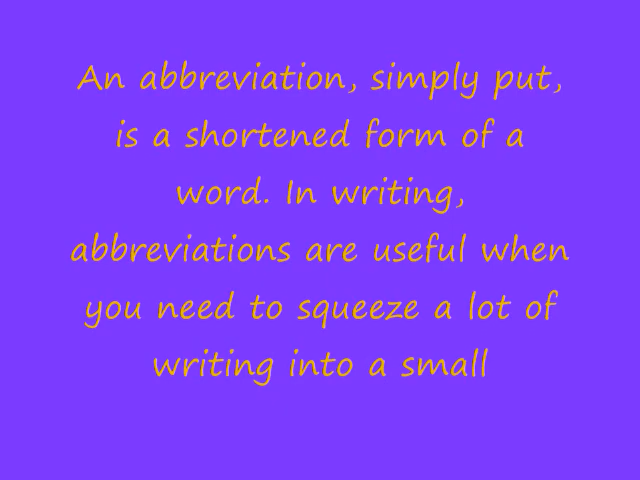 An abbreviation, simply put,
is a shortened form of a
word. In writing,
abbreviations are useful when
you need to squeeze a lot of
writing into a small